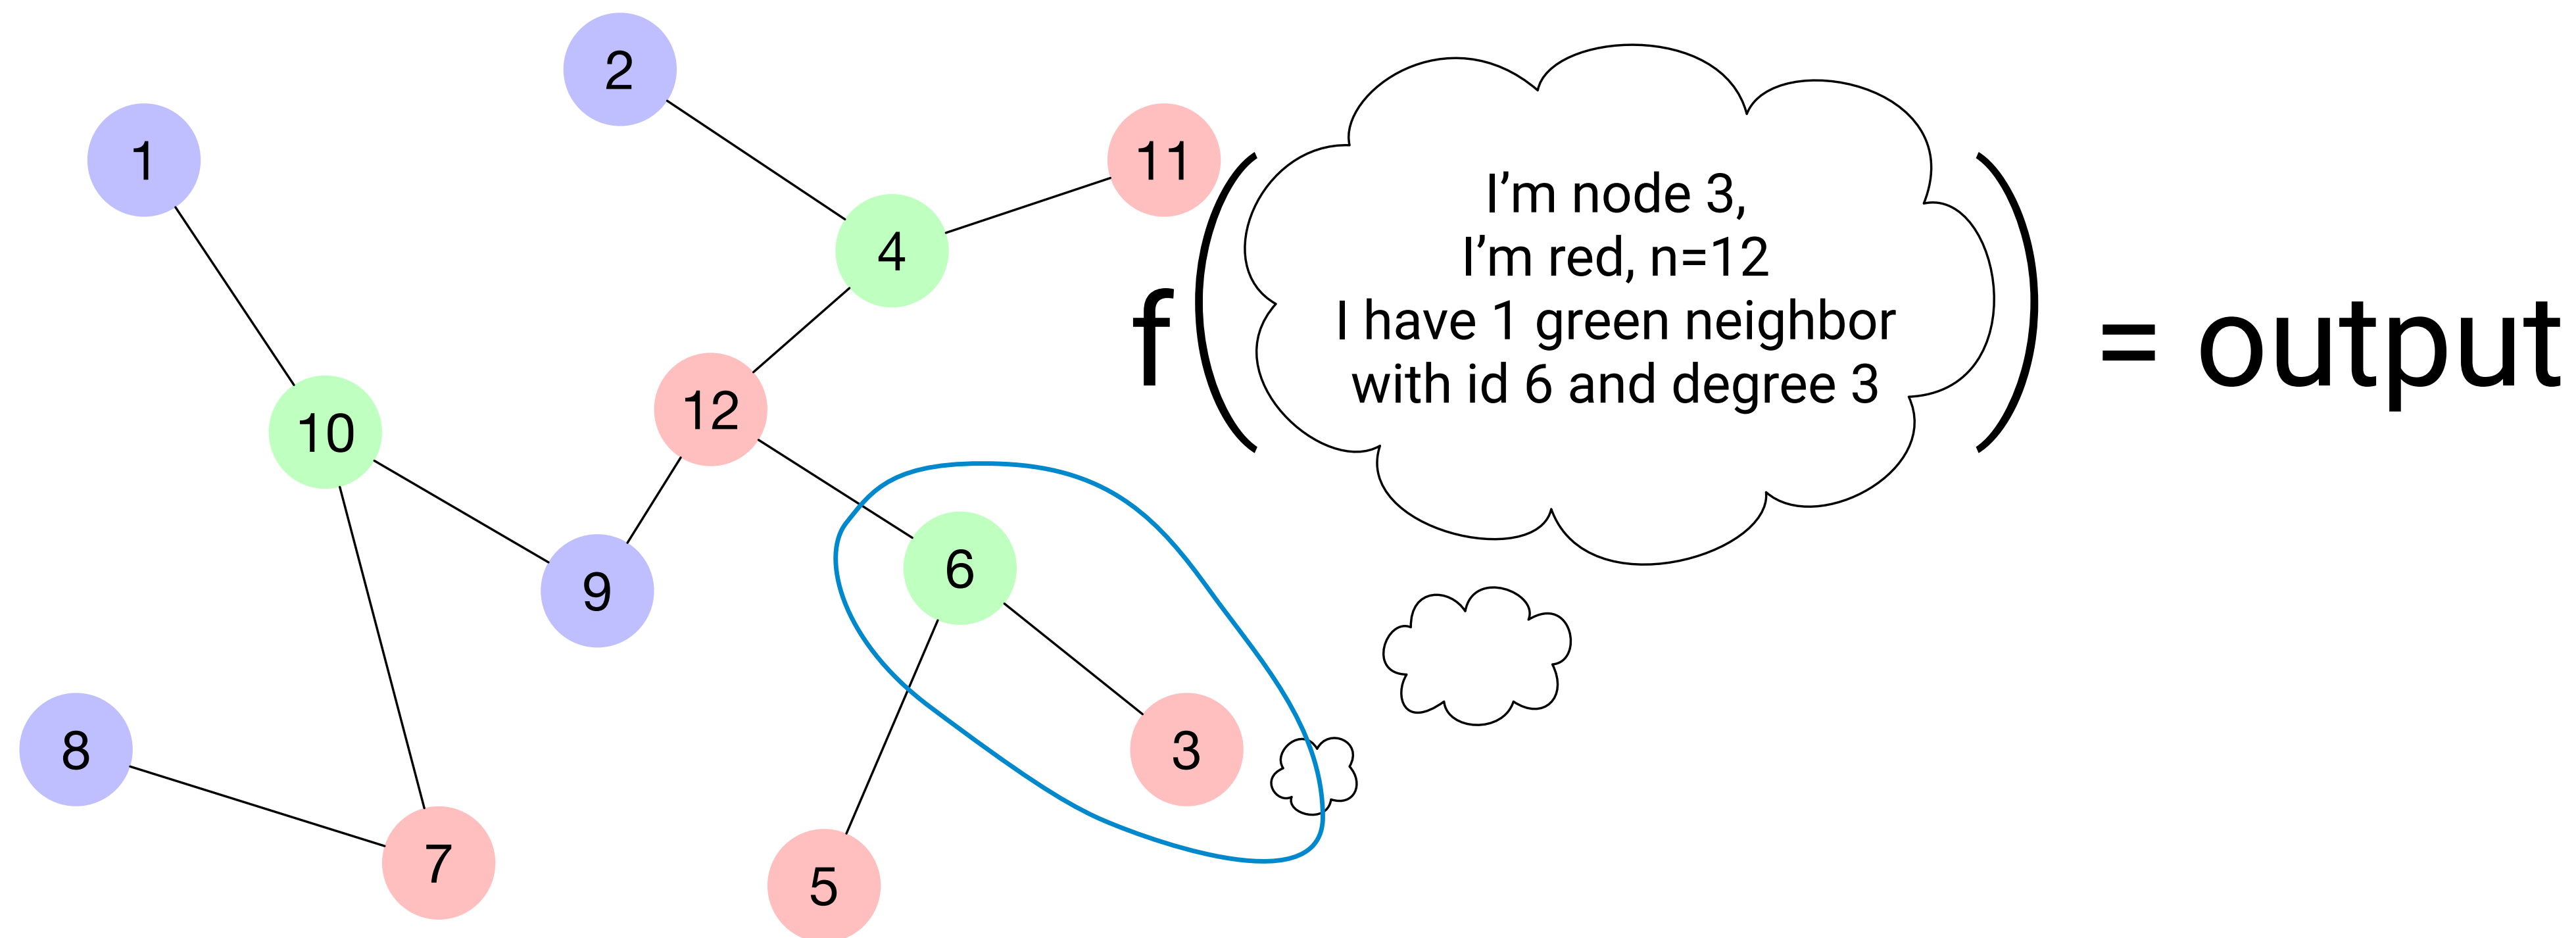 2
1
11
4
I’m node 3,
I’m red, n=12
I have 1 green neighbor
with id 6 and degree 3
f( ) = output
12
10
6
9
8
3
7
5